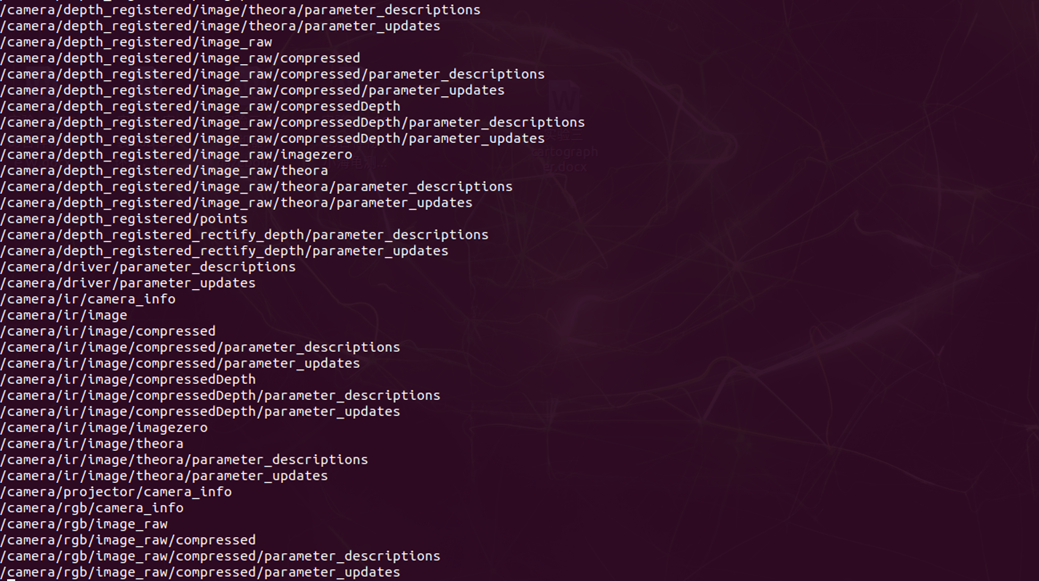 /camera/depth_registered/image/theora/parameter_descriptions
/camera/depth_registered/image/theora/parameter_updates
/camera/depth_registered/image_raw
/camera/depth_registered/image_raw/compressed
/camera/depth_registered/image_raw/compressed/parameter_descriptions
/camera/depth_registered/image_raw/compressed/parameter_updates
/camera/depth_registered/image_raw/compressedDepth
/camera/depth_registered/image_raw/compressedDepth/parameter_descriptions
/camera/depth_registered/image_raw/compressedDepth/parameter_updates
/camera/depth_registered/image_raw/imagezero
/camera/depth_registered/image_raw/theora
/camera/depth_registered/image_raw/theora/parameter_descriptions
/camera/depth_registered/image_raw/theora/parameter_updates
/camera/depth_registered/points
/camera/depth_registered_rectify_depth/parameter_descriptions
/camera/depth_registered_rectify_depth/parameter_updates
/camera/driver/parameter_descriptions
/camera/driver/parameter_updates
/camera/ir/camera_info
/camera/ir/image
/camera/ir/image/compressed
/camera/ir/image/compressed/parameter_descriptions
/camera/ir/image/compressed/parameter_updates
/camera/ir/image/compressedDepth
/camera/ir/image/compressedDepth/parameter_descriptions
/camera/ir/image/compressedDepth/parameter_updates
/camera/ir/image/imagezero
/camera/ir/image/theora
/camera/ir/image/theora/parameter_descriptions
/camera/ir/image/theora/parameter_updates
/camera/projector/camera_info
/camera/rgb/camera_info
/camera/rgb/image_raw
/camera/rgb/image_raw/compressed
/camera/rgb/image_raw/compressed/parameter_descriptions
/camera/rgb/image_raw/compressed/parameter_updates